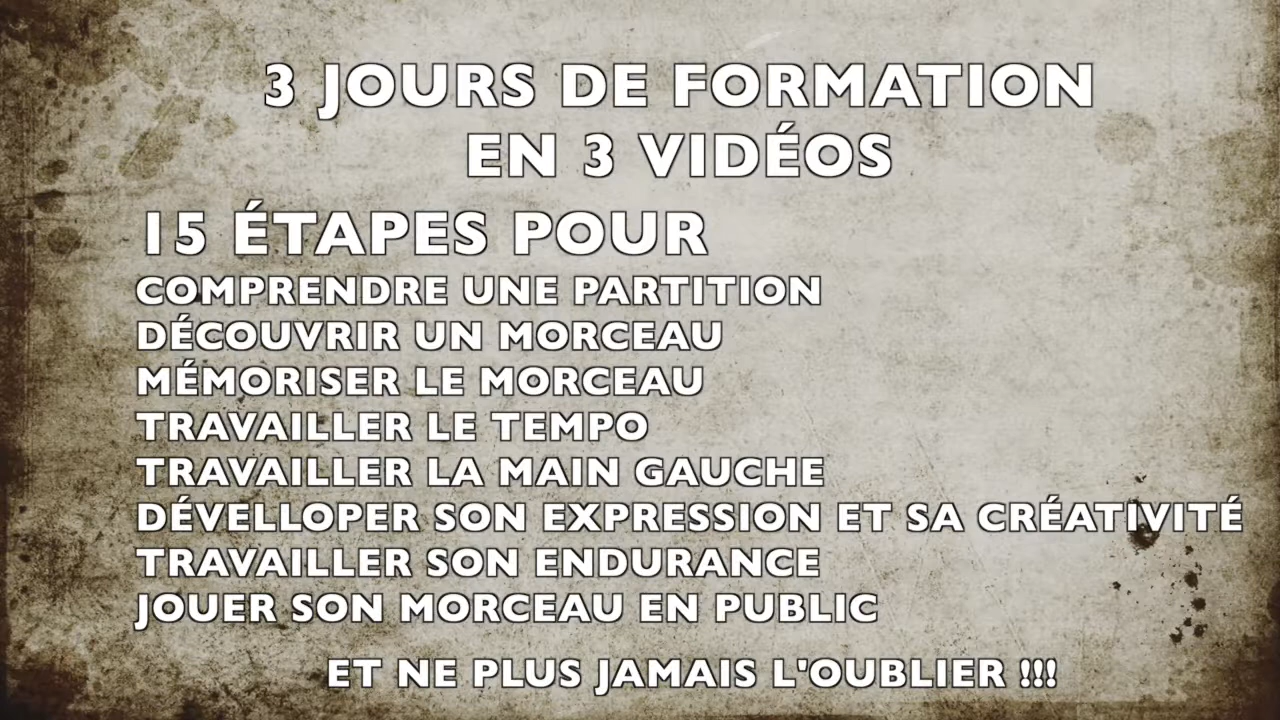 3 JOURS DE FORMATION
EN 3 VIDÉOS
15 ÉTAPES POUR
COMPRENDRE UNE PARTITION
DÉCOUVRIR UN MORCEAU
MÉMORISER LE MORCEAU
TRAVAILLER LE TEMPO
TRAVAILLER LA MAIN GAUCHE
DÉVELLOPER SON EXPRESSION ET SA CRÉATIVITÉ
TRAVAILLER SON ENDURANCE
JOUER SON MORCEAU EN PUBLIC
ET NE PLUS JAMAIS L'OUBLIER !!!